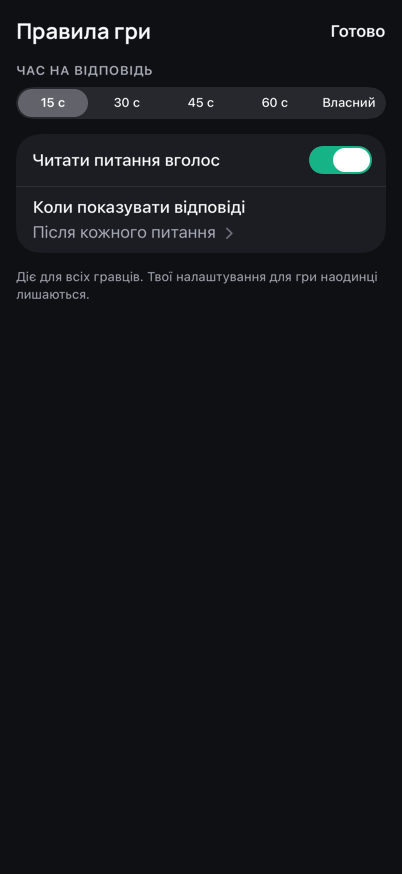 Правила гри
Готово
ЧАС НА ВІДПОВІДЬ
15 с
30 с
45 с
60 с
Власний
Читати питання вголос
Коли показувати відповіді
Після кожного питання
Діє для всіх гравців. Твої налаштування для гри наодинці
лишаються.